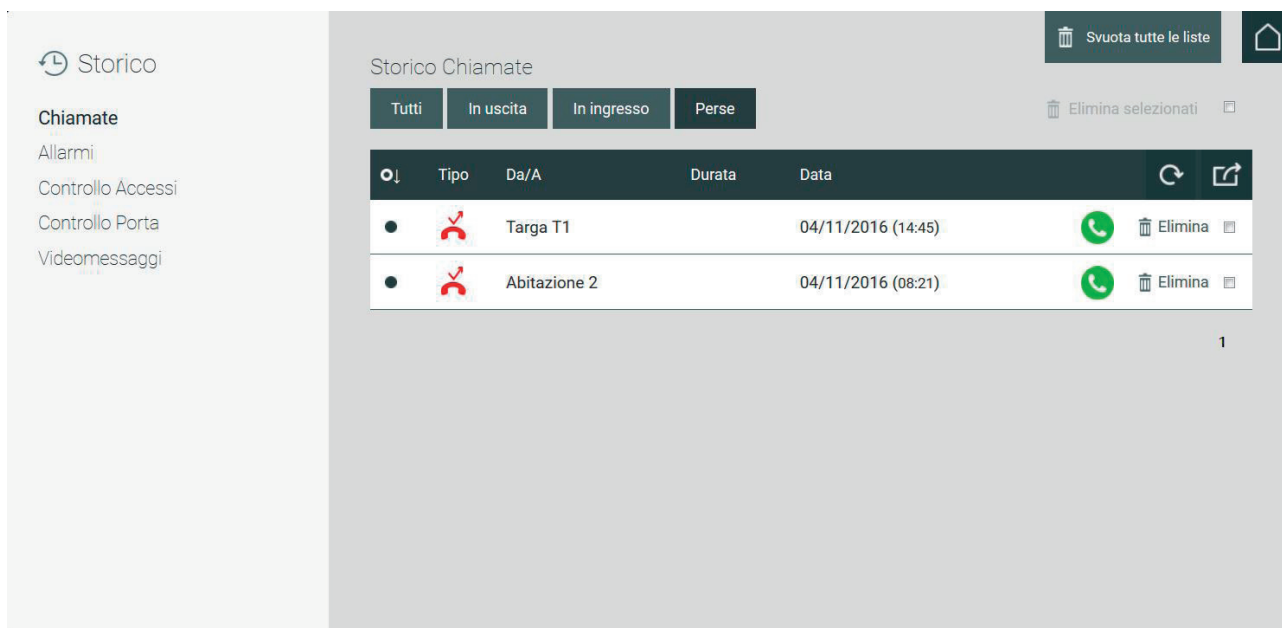 Storico
Chiamate
Allarmi
Controllo Accessi
Controllo Porta
Videomessaggi
Svuota tutte le liste
Storico Chiamate
Tutti In uscita In ingresso Perse Elimina selezionati
Tipo Da/A Durata Data
Targa T1 04/11/2016 (14:45) Elimina
Abitazione 2 04/11/2016 (08:21) Elimina
1